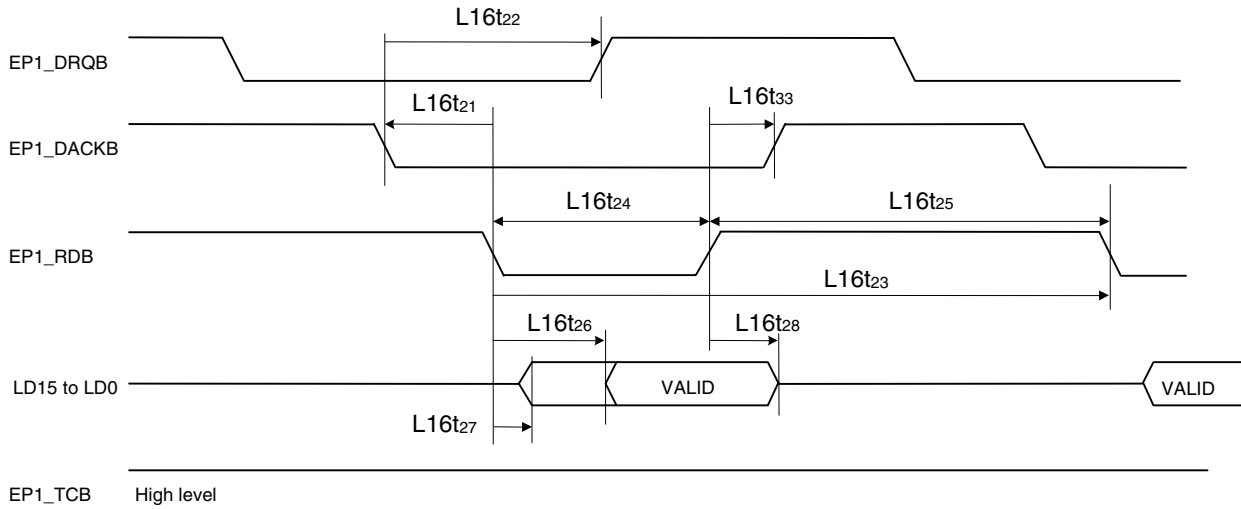 L16t22
EP1_DRQB
L16t21
L16t33
EP1_DACKB
L16t24
L16t25
EP1_RDB
L16t23
L16t26
L16t28
LD15 to LD0
VALID
VALID
L16t27
EP1_TCB High level